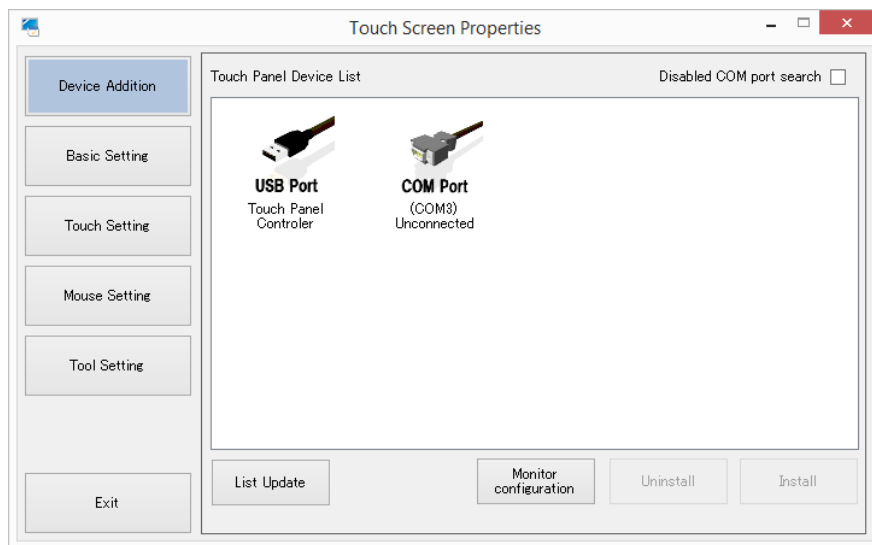 Touch Screen Properties
Device Addition
Basic Setting
Touch Setting
Mouse Setting
Tool Setting
Exit
Touch Panel Device List
Disabled COM port search
USB Port
Touch Panel
Controler
COM Port
(COM3)
Unconnected
List Update
Monitor
configuration
Uninstall
Install